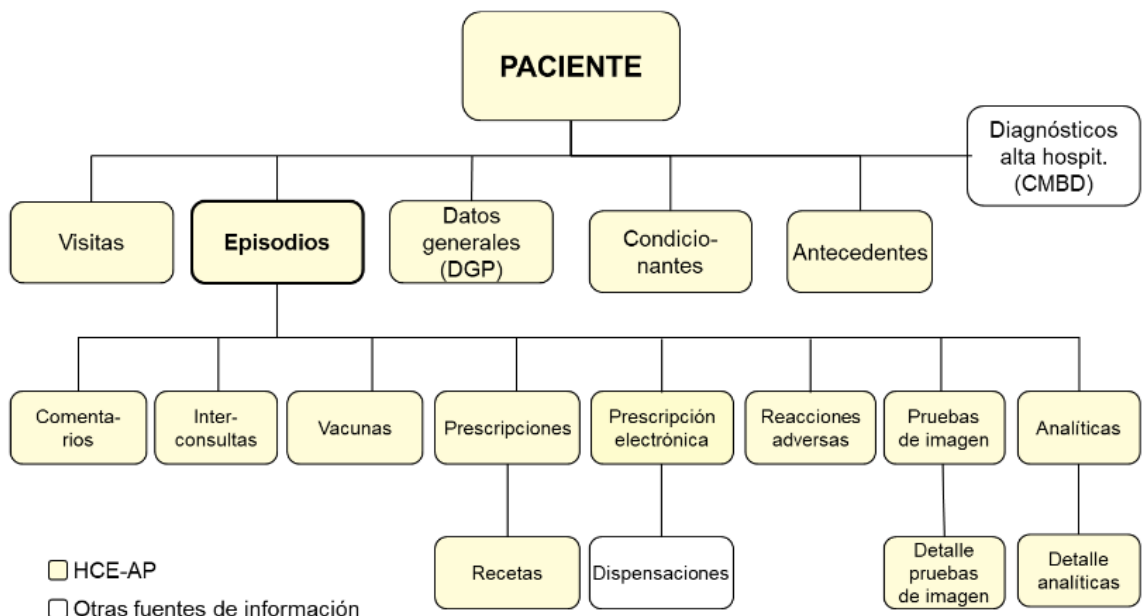 PACIENTE
Diagnósticos
alta hospit.
(CMBD)
Visitas
Episodios
Datos
generales
(DGP)
Condicio-
nantes
Antecedentes
Comenta-
rios
Inter-
consultas
Vacunas
Prescripciones
Prescripción
electrónica
Reacciones
adversas
Pruebas
de imagen
Analíticas
Recetas
Dispensaciones
Detalle
pruebas
de imagen
Detalle
analíticas
HCE-AP
Otras fuentes de información